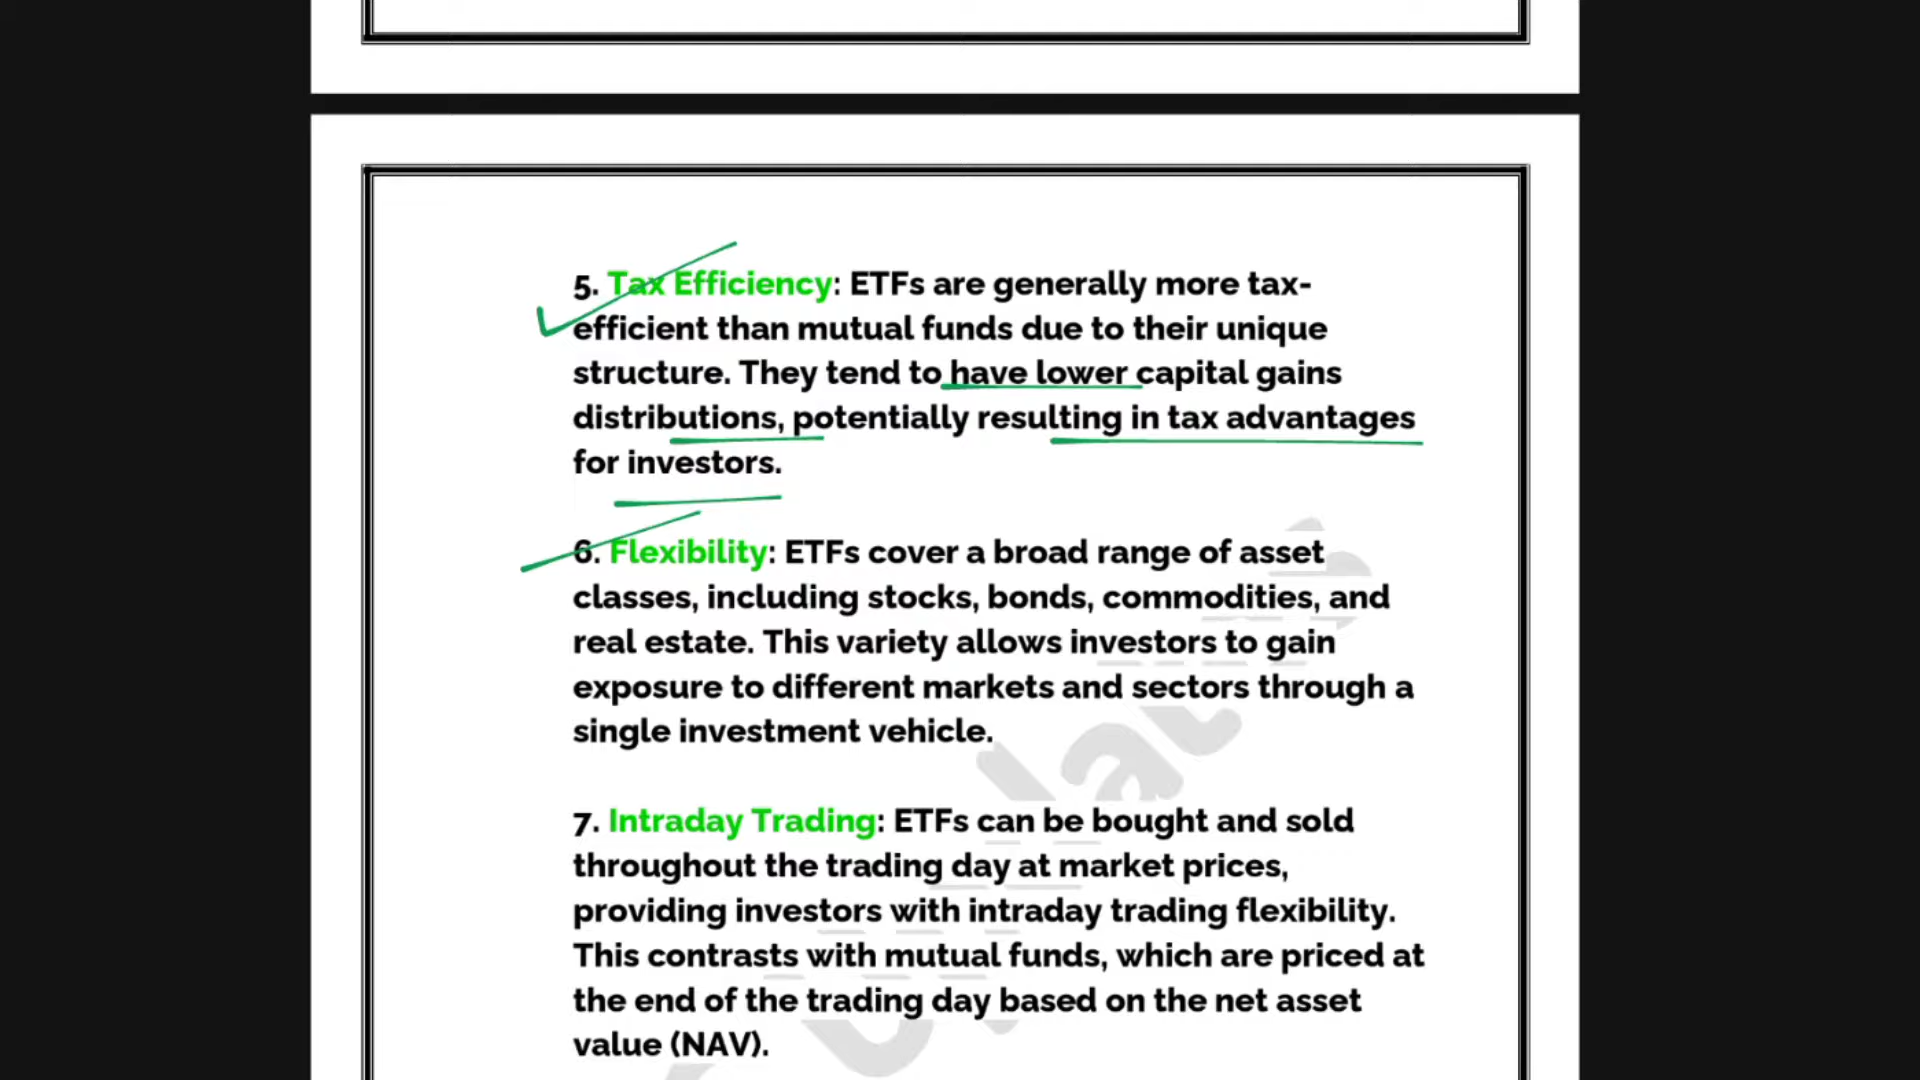 5. Tax Efficiency: ETFs are generally more tax-
efficient than mutual funds due to their unique
structure. They tend to have lower capital gains
distributions, potentially resulting in tax advantages
for investors.
6. Flexibility: ETFs cover a broad range of asset
classes, including stocks, bonds, commodities, and
real estate. This variety allows investors to gain
exposure to different markets and sectors through a
single investment vehicle.
7. Intraday Trading: ETFs can be bought and sold
throughout the trading day at market prices,
providing investors with intraday trading flexibility.
This contrasts with mutual funds, which are priced at
the end of the trading day based on the net asset
value (NAV).